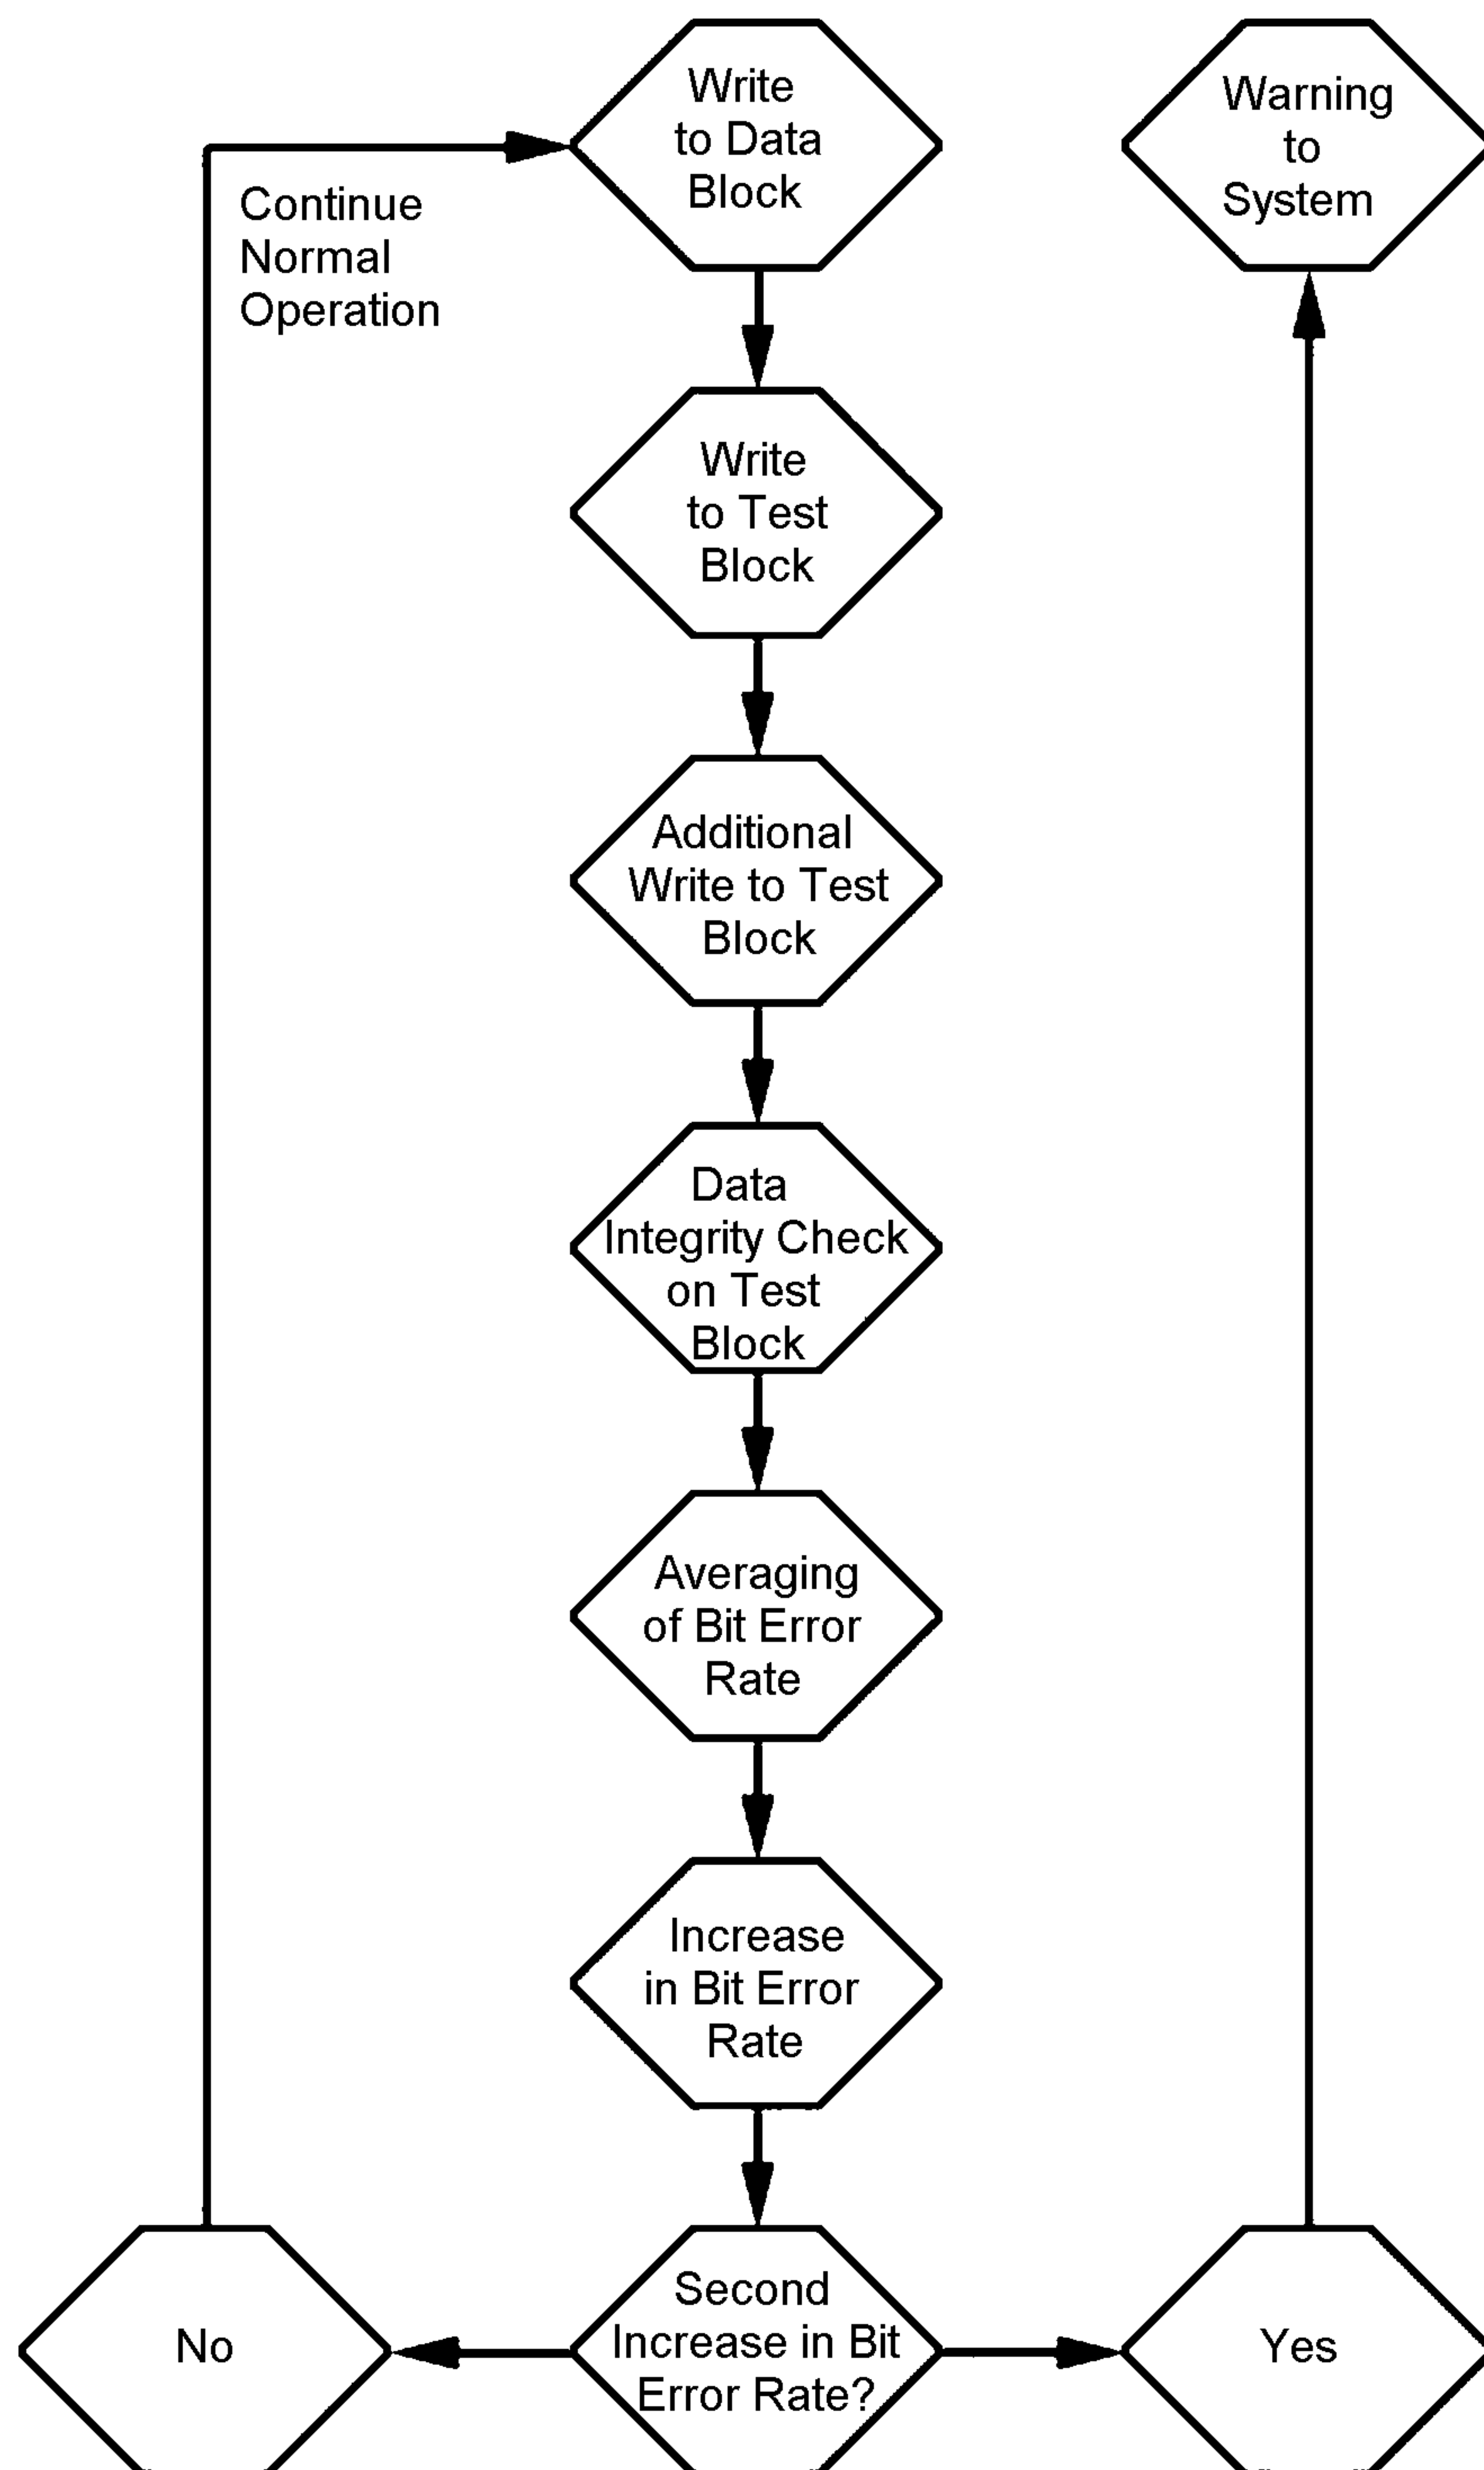 Write
to Data
Block
Warning
to
System
Continue
Normal
Operation
Write
to Test
Block
Additional
Write to Test
Block
Data
Integrity Check
on Test
Block
Averaging
of Bit Error
Rate
Increase
in Bit Error
Rate
No
Second
Increase in Bit
Error Rate?
Yes